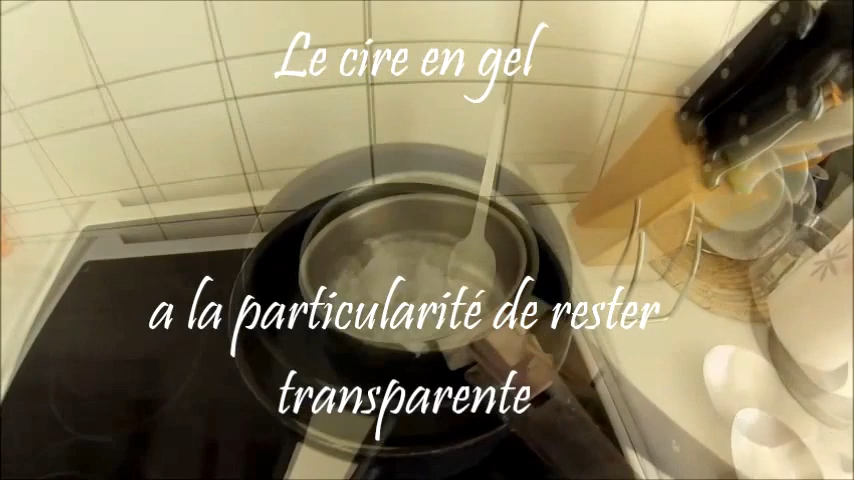 Le cire en gel
a la particularité de rester
transparente